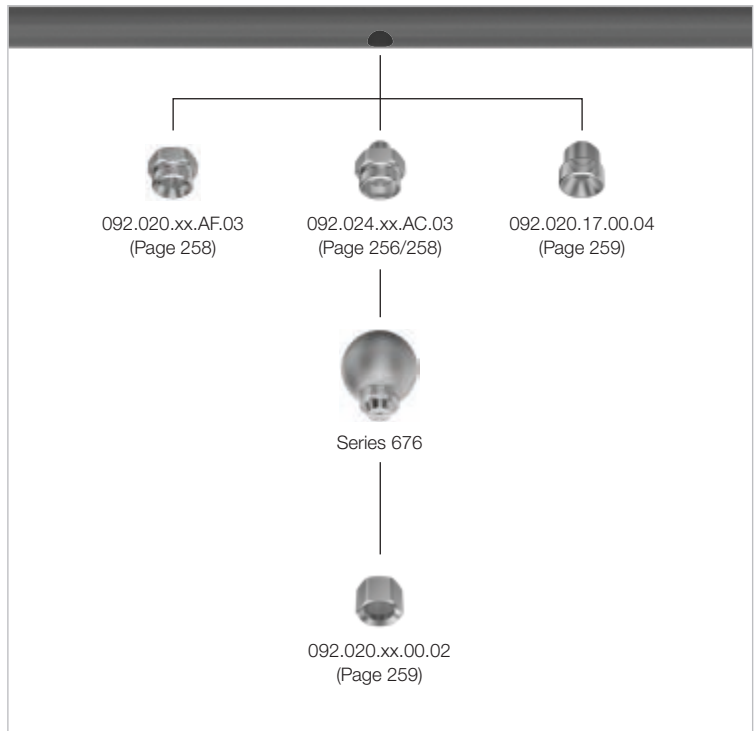 092.020.xx.AF.03
(Page 258)
092.024.xx.AC.03
(Page 256/258)
092.020.17.00.04
(Page 259)
Series 676
092.020.xx.00.02
(Page 259)